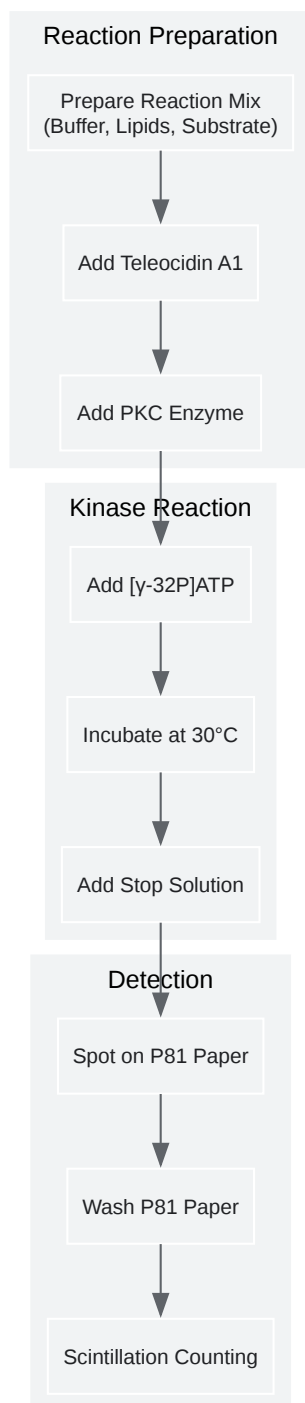 Reaction Preparation
Prepare Reaction Mix
(Buffer, Lipids, Substrate)
Add Teleocidin A1
Add PKC Enzyme
Kinase Reaction
Add [γ-32P]ATP
Incubate at 30°C
Add Stop Solution
Detection
Spot on P81 Paper
Wash P81 Paper
Scintillation Counting